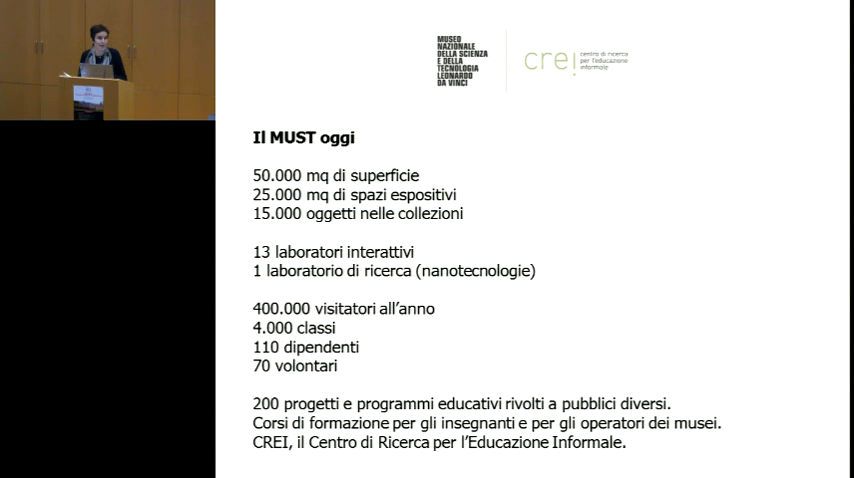 MUSEO
NAZIONALE
DELLA SCIENZA
E DELLA
TECNOLOGIA
LEONARDO
DA VINCI
crei
centro di ricerca
per l'educazione
informale
Il MUST oggi
50.000 mq di superficie
25.000 mq di spazi espositivi
15.000 oggetti nelle collezioni
13 laboratori interattivi
1 laboratorio di ricerca (nanotecnologie)
400.000 visitatori all'anno
4.000 classi
110 dipendenti
70 volontari
200 progetti e programmi educativi rivolti a pubblici diversi.
Corsi di formazione per gli insegnanti e per gli operatori dei musei.
CREI, il Centro di Ricerca per l'Educazione Informale.